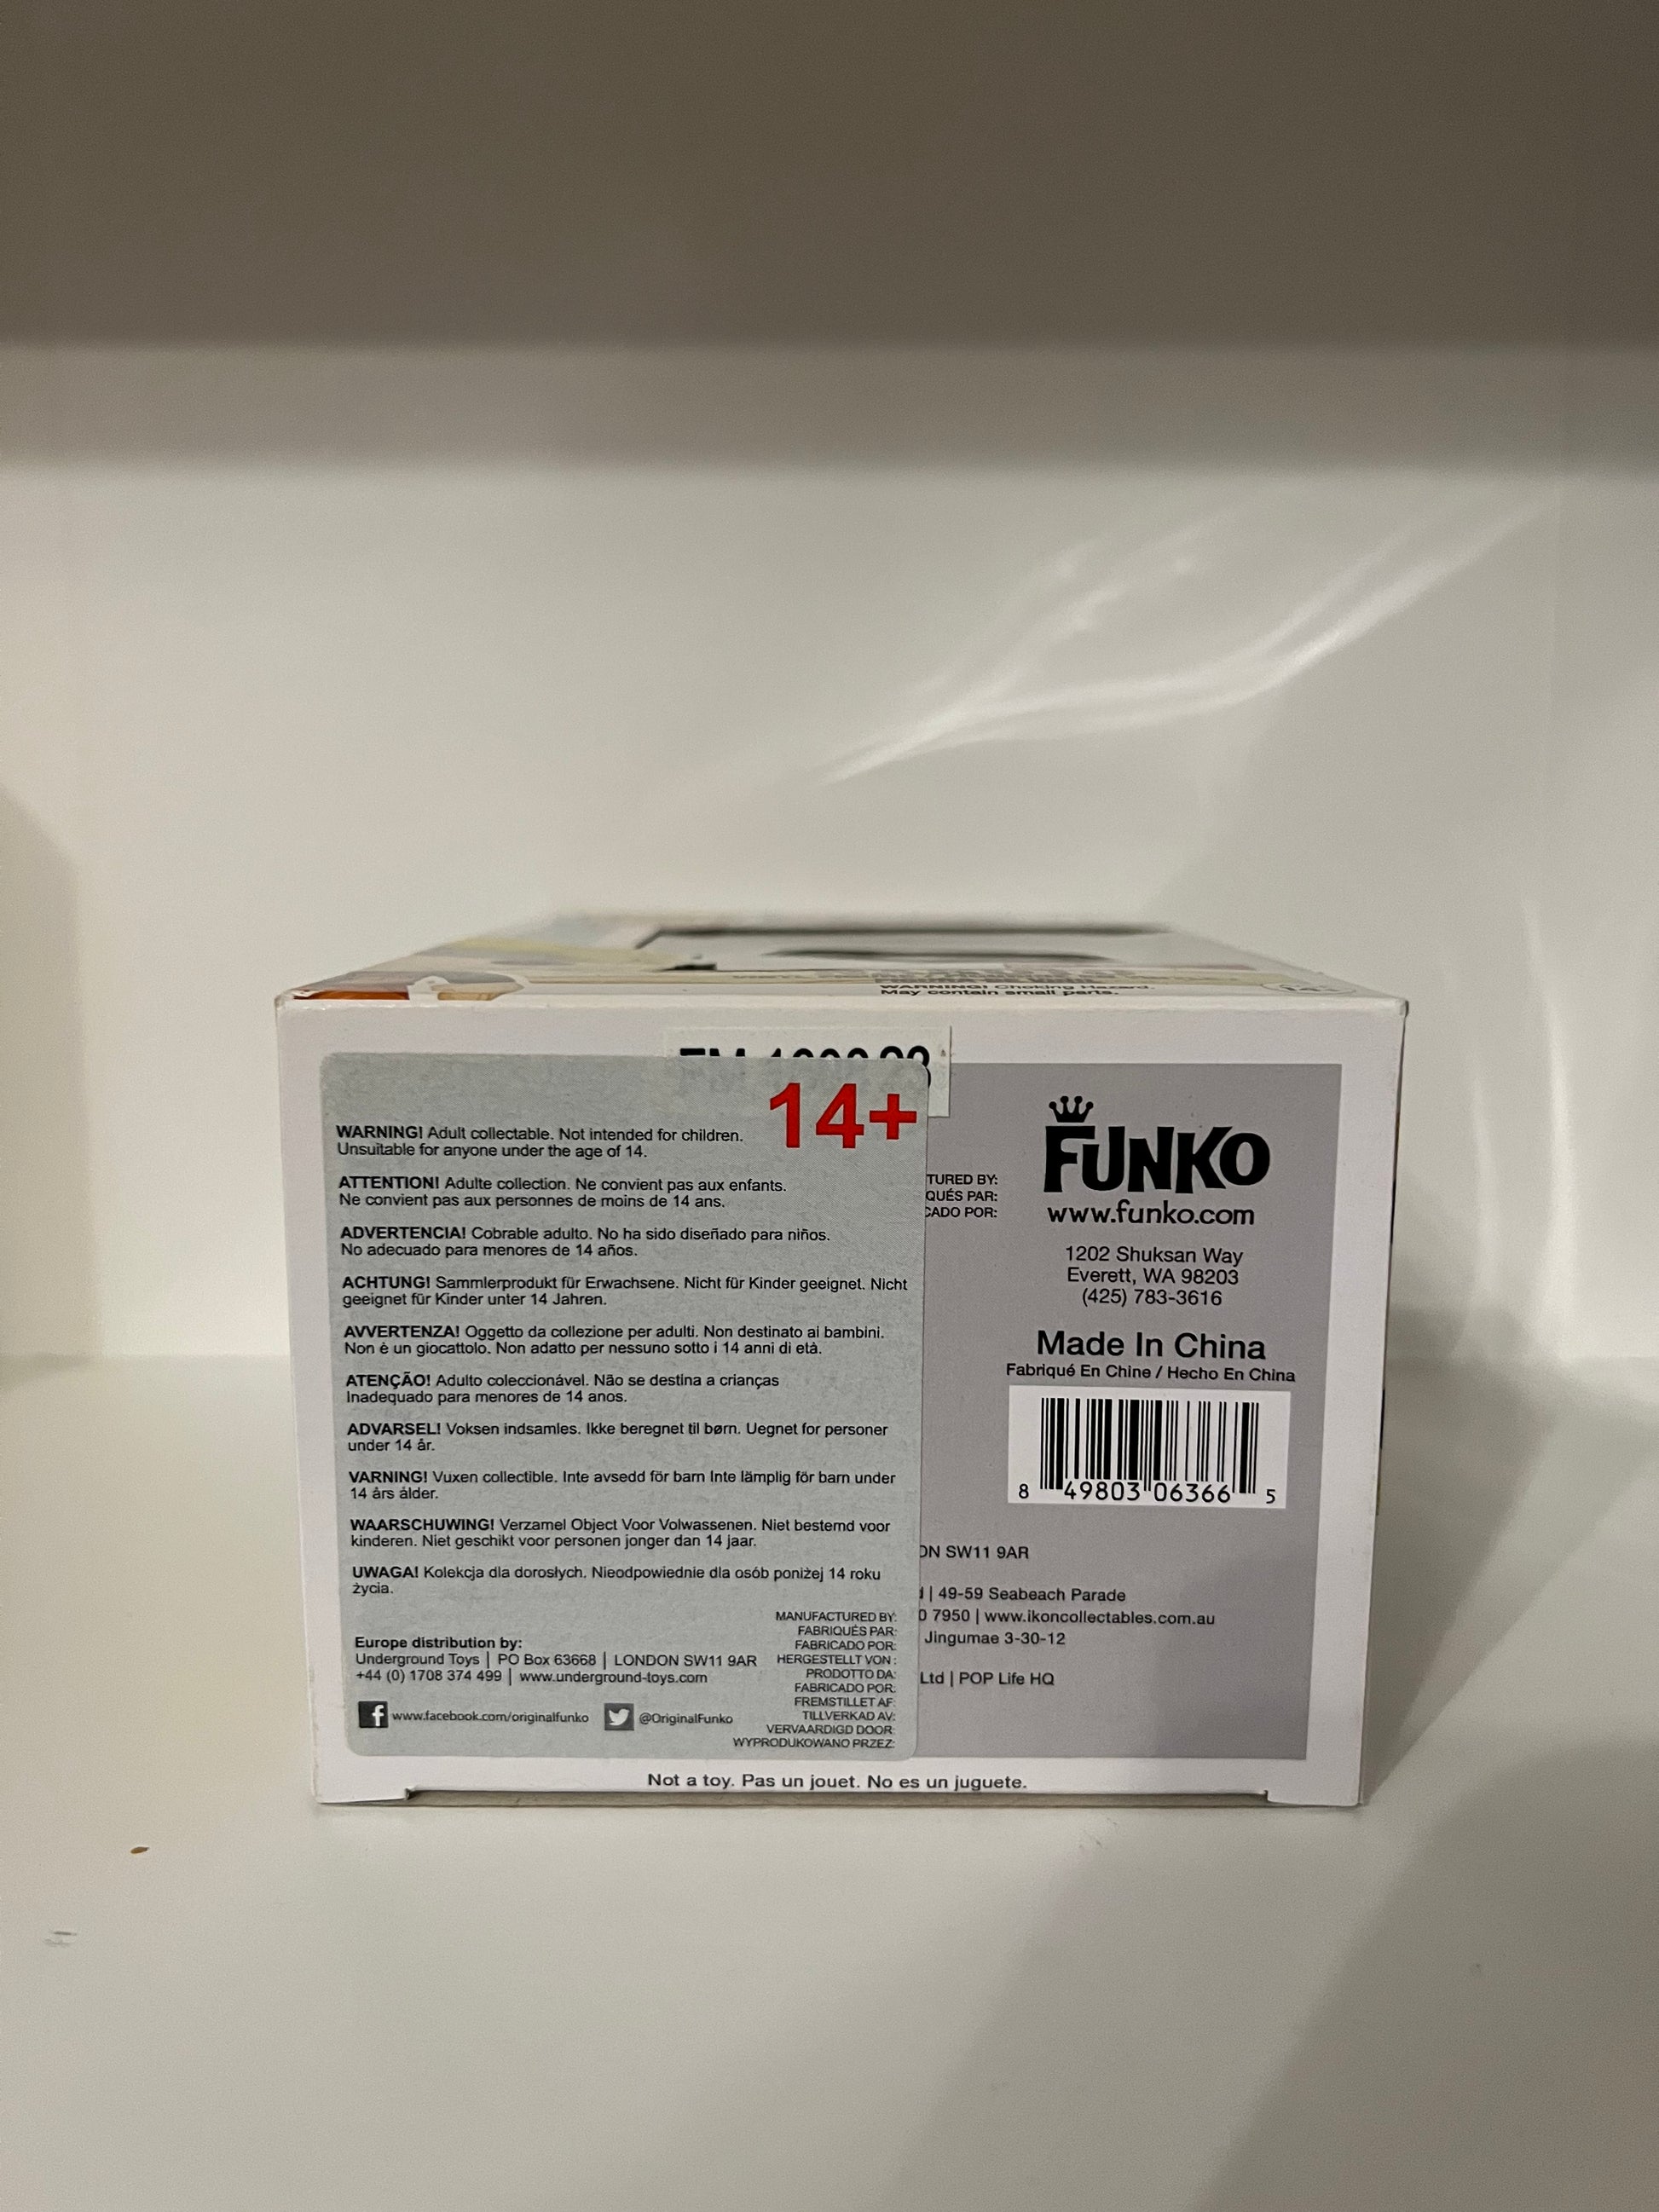 WARNING! Choking Hazard.
May contain small parts.
14+
WARNING! Adult collectable. Not intended for children.
Unsuitable for anyone under the age of 14.
ATTENTION! Adulte collection. Ne convient pas aux enfants.
Ne convient pas aux personnes de moins de 14 ans.
ADVERTENCIA! Cobrable adulto. No ha sido diseñado para niños.
No adecuado para menores de 14 años.
ACHTUNG! Sammlerprodukt für Erwachsene. Nicht für Kinder geeignet. Nicht
geeignet für Kinder unter 14 Jahren.
AVVERTENZA! Oggetto da collezione per adulti. Non destinato ai bambini.
Non é un giocattolo. Non adatto per nessuno sotto i 14 anni di età.
ATENÇÃO! Adulto coleccionável. Não se destina a crianças
Inadequado para menores de 14 anos.
ADVARSEL! Voksen indsamles. Ikke beregnet til børn. Uegnet for personer
under 14 år.
VARNING! Vuxen collectible. Inte avsedd för barn Inte lämplig för barn under
14 års ålder.
WAARSCHUWING! Verzamel Object Voor Volwassenen. Niet bestemd voor
kinderen. Niet geschikt voor personen jonger dan 14 jaar.
UWAGA! Kolekcja dla dorosłych. Nieodpowiednie dla osób poniżej 14 roku
życia.
Europe distribution by:
Underground Toys | PO Box 63668 | LONDON SW11 9AR
+44 (0) 1708 374 499 | www.underground-toys.com
www.facebook.com/originalfunko @OriginalFunko
MANUFACTURED BY:
FABRIQUÉS PAR:
FABRICADO POR:
HERGESTELLT VON :
PRODOTTO DA:
FABRICADO POR:
FREMSTILLET AF:
TILLVERKAD AV:
VERVAARDIGD DOOR:
WYPRODUKOWANO PRZEZ:
TURED BY:
QUÉS PAR:
CADO POR:
FUNKO
www.funko.com
1202 Shuksan Way
Everett, WA 98203
(425) 783-3616
Made In China
Fabriqué En Chine / Hecho En China
8 49803 06366 5
ON SW11 9AR
| 49-59 Seabeach Parade
0 7950 | www.ikoncollectables.com.au
Jingumae 3-30-12
Ltd | POP Life HQ
Not a toy. Pas un jouet. No es un juguete.